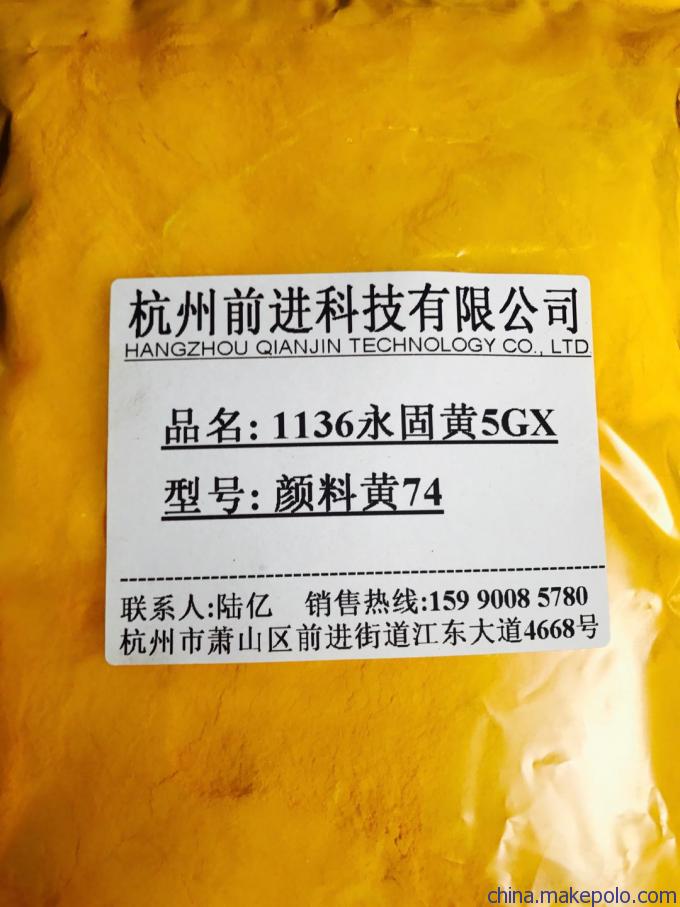 杭州前进科技有限公司
HANGZHOU QIANJIN TECHNOLOGY CO., LTD
品名: 1136永固黄5GX
型号: 颜料黄74
联系人:陆亿 销售热线:159 9008 5780
杭州市萧山区前进街道江东大道4668号
china.makepolo.com